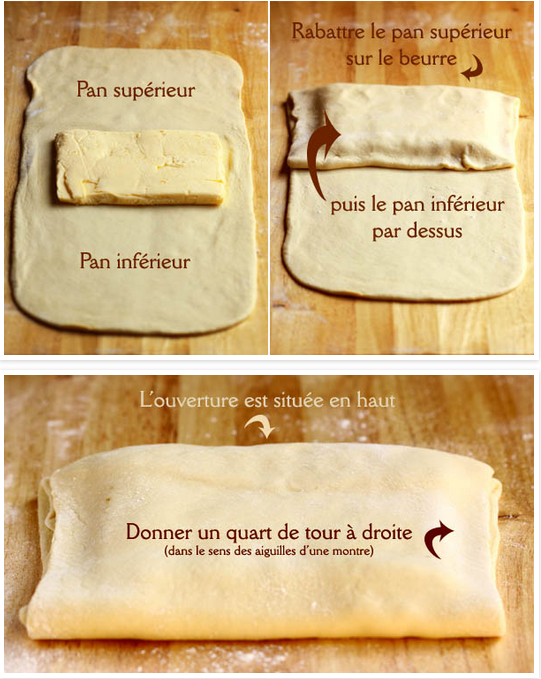 Pan supérieur
Pan inférieur
Rabattre le pan supérieur
sur le beurre
puis le pan inférieur
par dessus
L'ouverture est située en haut
Donner un quart de tour à droite
(dans le sens des aiguilles d'une montre)